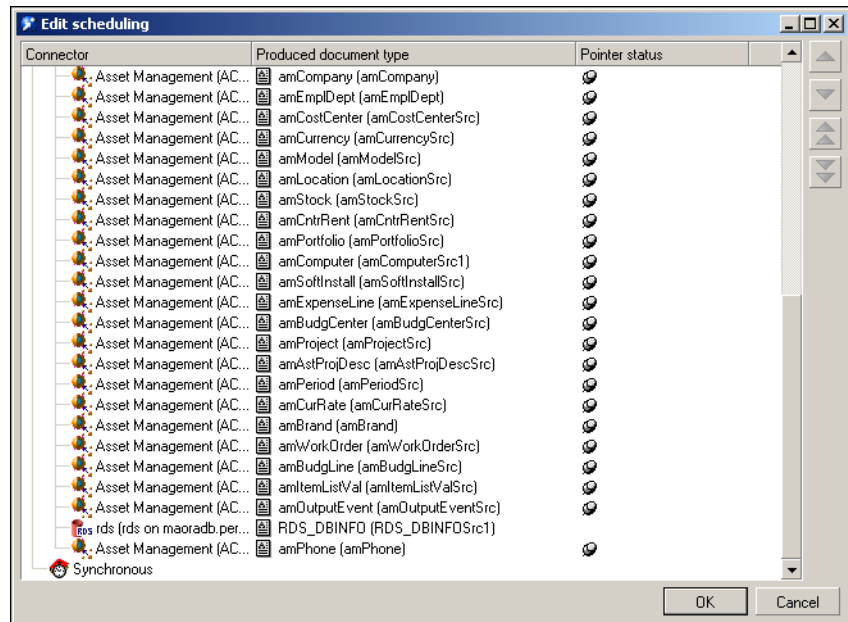 Edit scheduling
Connector Produced document type Pointer status
Asset Management (AC... amCompany (amCompany)
Asset Management (AC... amEmplDept (amEmplDept)
Asset Management (AC... amCostCenter (amCostCenterSrc)
Asset Management (AC... amCurrency (amCurrencySrc)
Asset Management (AC... amModel (amModelSrc)
Asset Management (AC... amLocation (amLocationSrc)
Asset Management (AC... amStock (amStockSrc)
Asset Management (AC... amCntrRent (amCntrRentSrc)
Asset Management (AC... amPortfolio (amPortfolioSrc)
Asset Management (AC... amComputer (amComputerSrc1)
Asset Management (AC... amSoftInstall (amSoftInstallSrc)
Asset Management (AC... amExpenseLine (amExpenseLineSrc)
Asset Management (AC... amBudgCenter (amBudgCenterSrc)
Asset Management (AC... amProject (amProjectSrc)
Asset Management (AC... amAstProjDesc (amAstProjDescSrc)
Asset Management (AC... amPeriod (amPeriodSrc)
Asset Management (AC... amCurRate (amCurRateSrc)
Asset Management (AC... amBrand (amBrand)
Asset Management (AC... amWorkOrder (amWorkOrderSrc)
Asset Management (AC... amBudgLine (amBudgLineSrc)
Asset Management (AC... amItemListVal (amItemListValSrc)
Asset Management (AC... amOutputEvent (amOutputEventSrc)
RDS rds (rds on maoradb.per... RDS_DBINFO (RDS_DBINFOSrc1)
Asset Management (AC... amPhone (amPhone)
Synchronous
OK Cancel